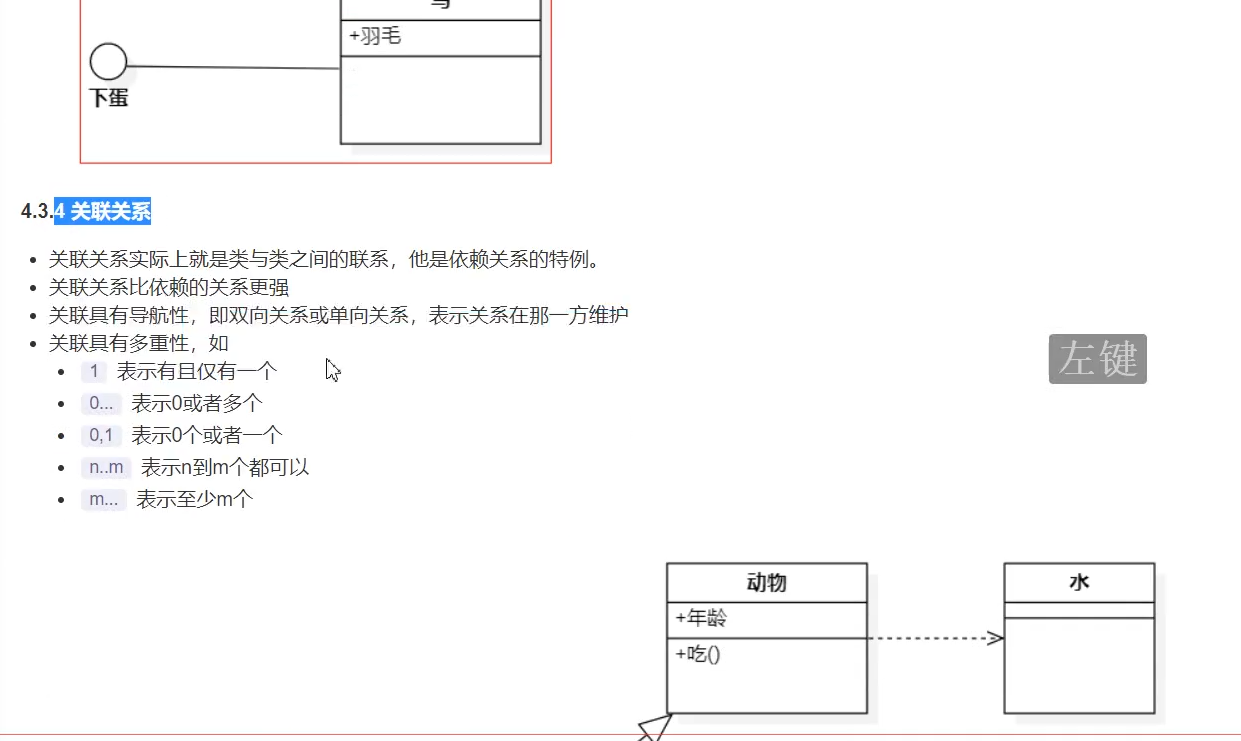 +羽毛
下蛋
4.3.4 关联关系
关联关系实际上就是类与类之间的联系，他是依赖关系的特例。
关联关系比依赖的关系更强
关联具有导航性，即双向关系或单向关系，表示关系在那一方维护
关联具有多重性，如
1 表示有且仅有一个
左键
0... 表示0或者多个
0,1 表示0个或者一个
n..m 表示n到m个都可以
m... 表示至少m个
动物
水
+年龄
+吃()